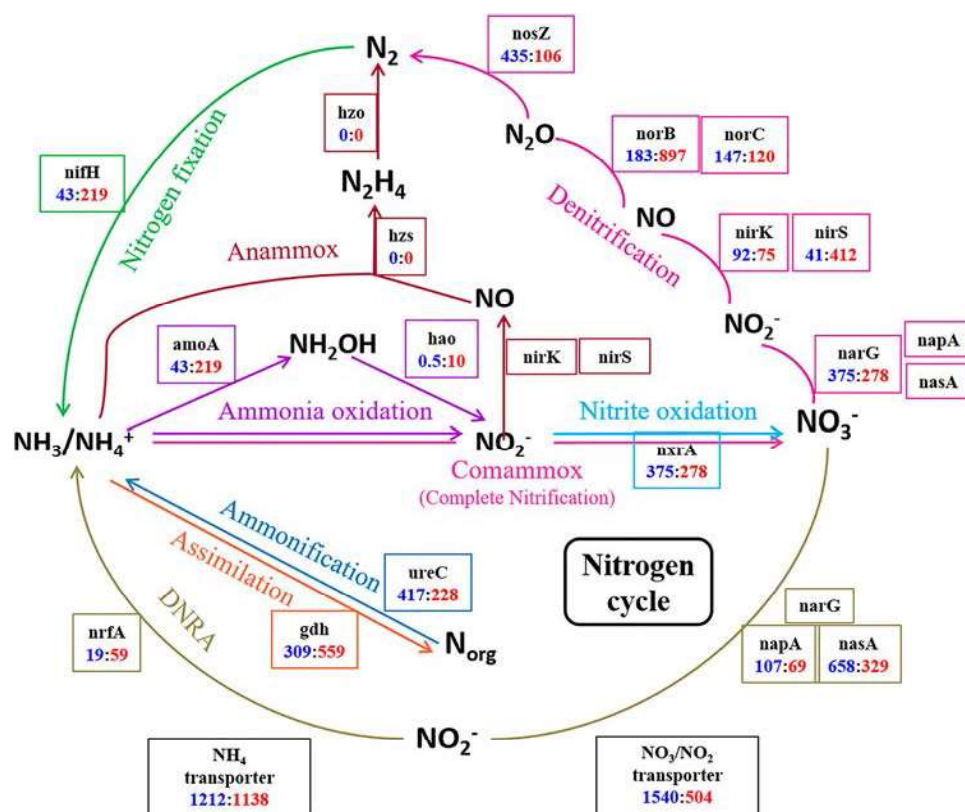 nosZ
435:106
N₂
hzo
0:0
N₂O
norB
183:897
norC
147:120
nifH
43:219
Nitrogen fixation
N₂H₄
NO
Denitrification
nirK
92:75
nirS
41:412
Anammox
hzs
0:0
NO
NO₂⁻
amoA
43:219
NH₂OH
hao
0.5:10
nirK
nirS
narG
375:278
napA
nasA
Ammonia oxidation
Nitrite oxidation
NH₃/NH₄⁺
NO₂⁻
NO₃⁻
nxrA
375:278
Comammox
(Complete Nitrification)
Ammonification
Assimilation
ureC
417:228
Nitrogen
cycle
DNRA
nrfA
19:59
gdh
309:559
N_org
narG
napA
107:69
nasA
658:329
NO₂⁻
NH₄
transporter
1212:1138
NO₃/NO₂
transporter
1540:504